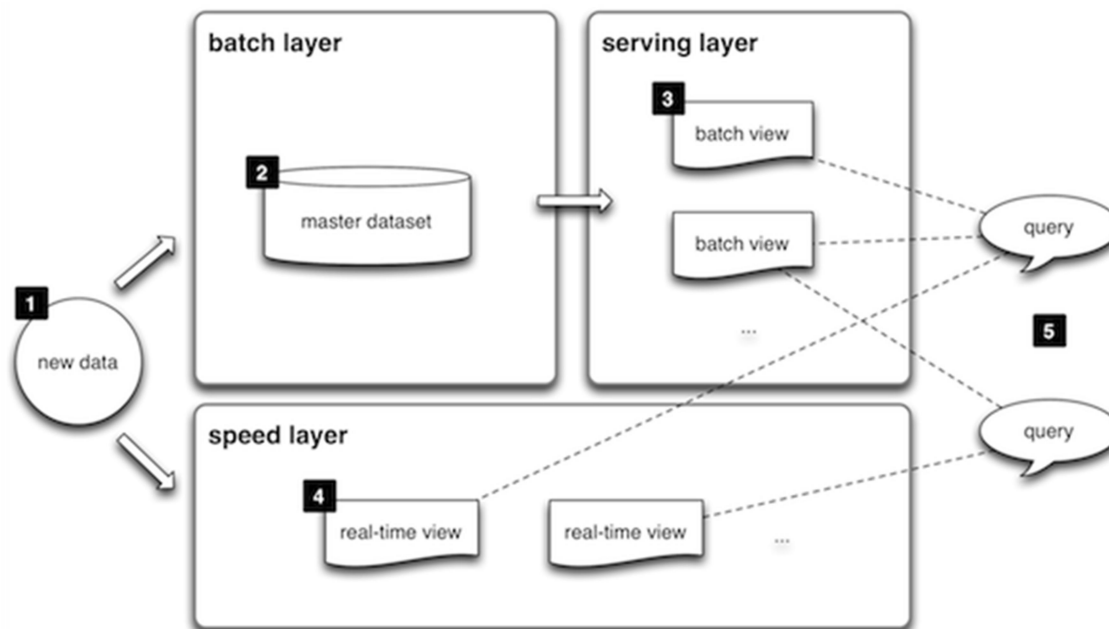 batch layer
serving layer
3
batch view
2
master dataset
batch view
query
1
new data
...
5
speed layer
query
4
real-time view
real-time view
...